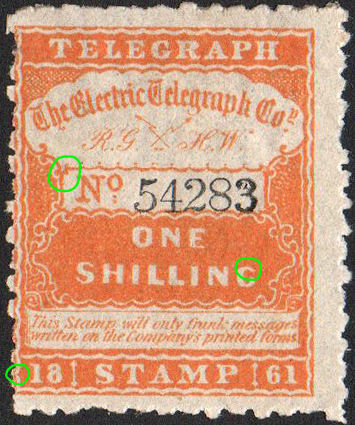 TELEGRAPH
The Electric Telegraph Coy.
R.G. H.W.
No 54283
ONE
SHILLING
This Stamp will only frank messages
written on the Company's printed forms
18 STAMP 61